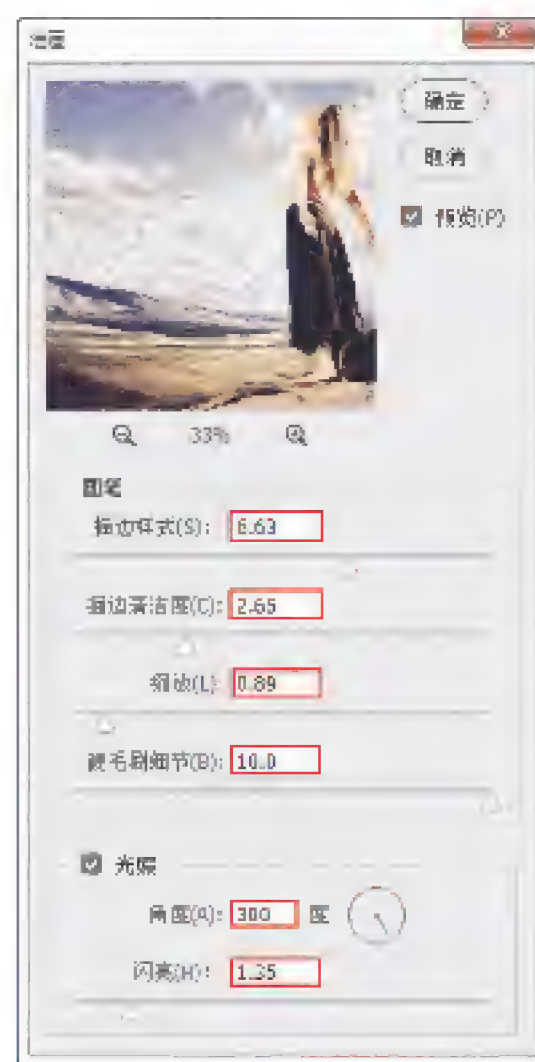 油画
确定
取消
预览(P)
33%
画笔
描边样式(S): 6.63
描边清洁度(C): 2.65
缩放(L): 0.89
硬毛刷细节(B): 10.0
光照
角度(A): 300 度
闪亮(H): 1.35